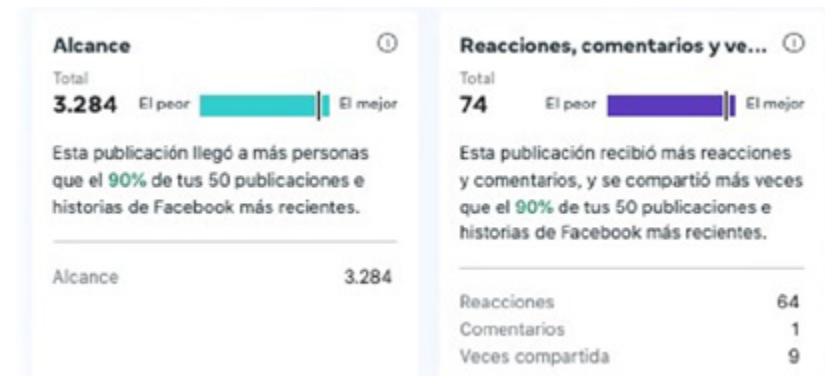 Alcance
Total
3.284 El peor El mejor
Esta publicación llegó a más personas
que el 90% de tus 50 publicaciones e
historias de Facebook más recientes.
Alcance 3.284
Reacciones, comentarios y ve...
Total
74 El peor El mejor
Esta publicación recibió más reacciones
y comentarios, y se compartió más veces
que el 90% de tus 50 publicaciones e
historias de Facebook más recientes.
Reacciones 64
Comentarios 1
Veces compartida 9